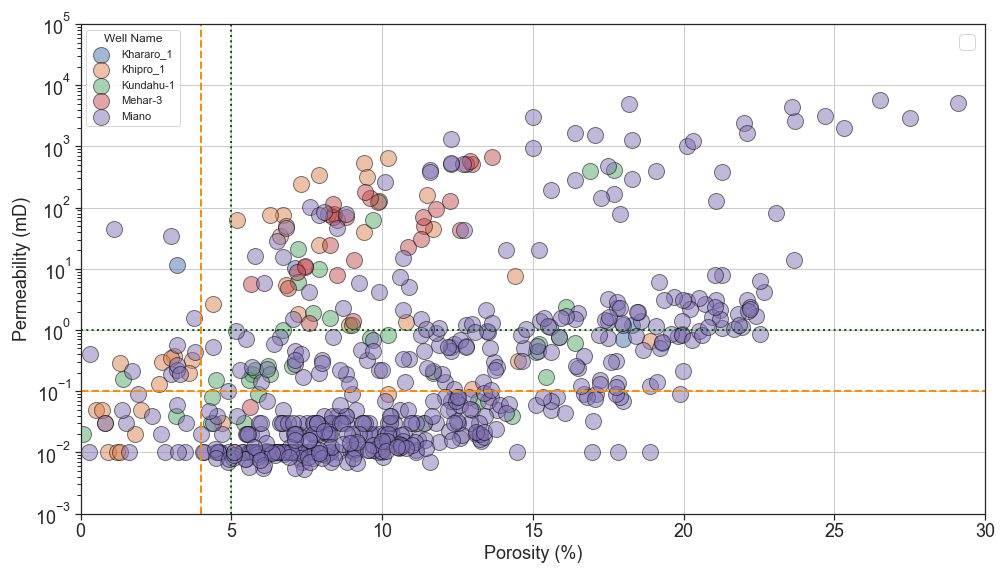 Well Name
Khararo_1
Khipro_1
Kundahu-1
Mehar-3
Miano
Permeability (mD)
10^5
10^4
10^3
10^2
10^1
10^0
10^−1
10^−2
10^−3
0 5 10 15 20 25 30
Porosity (%)